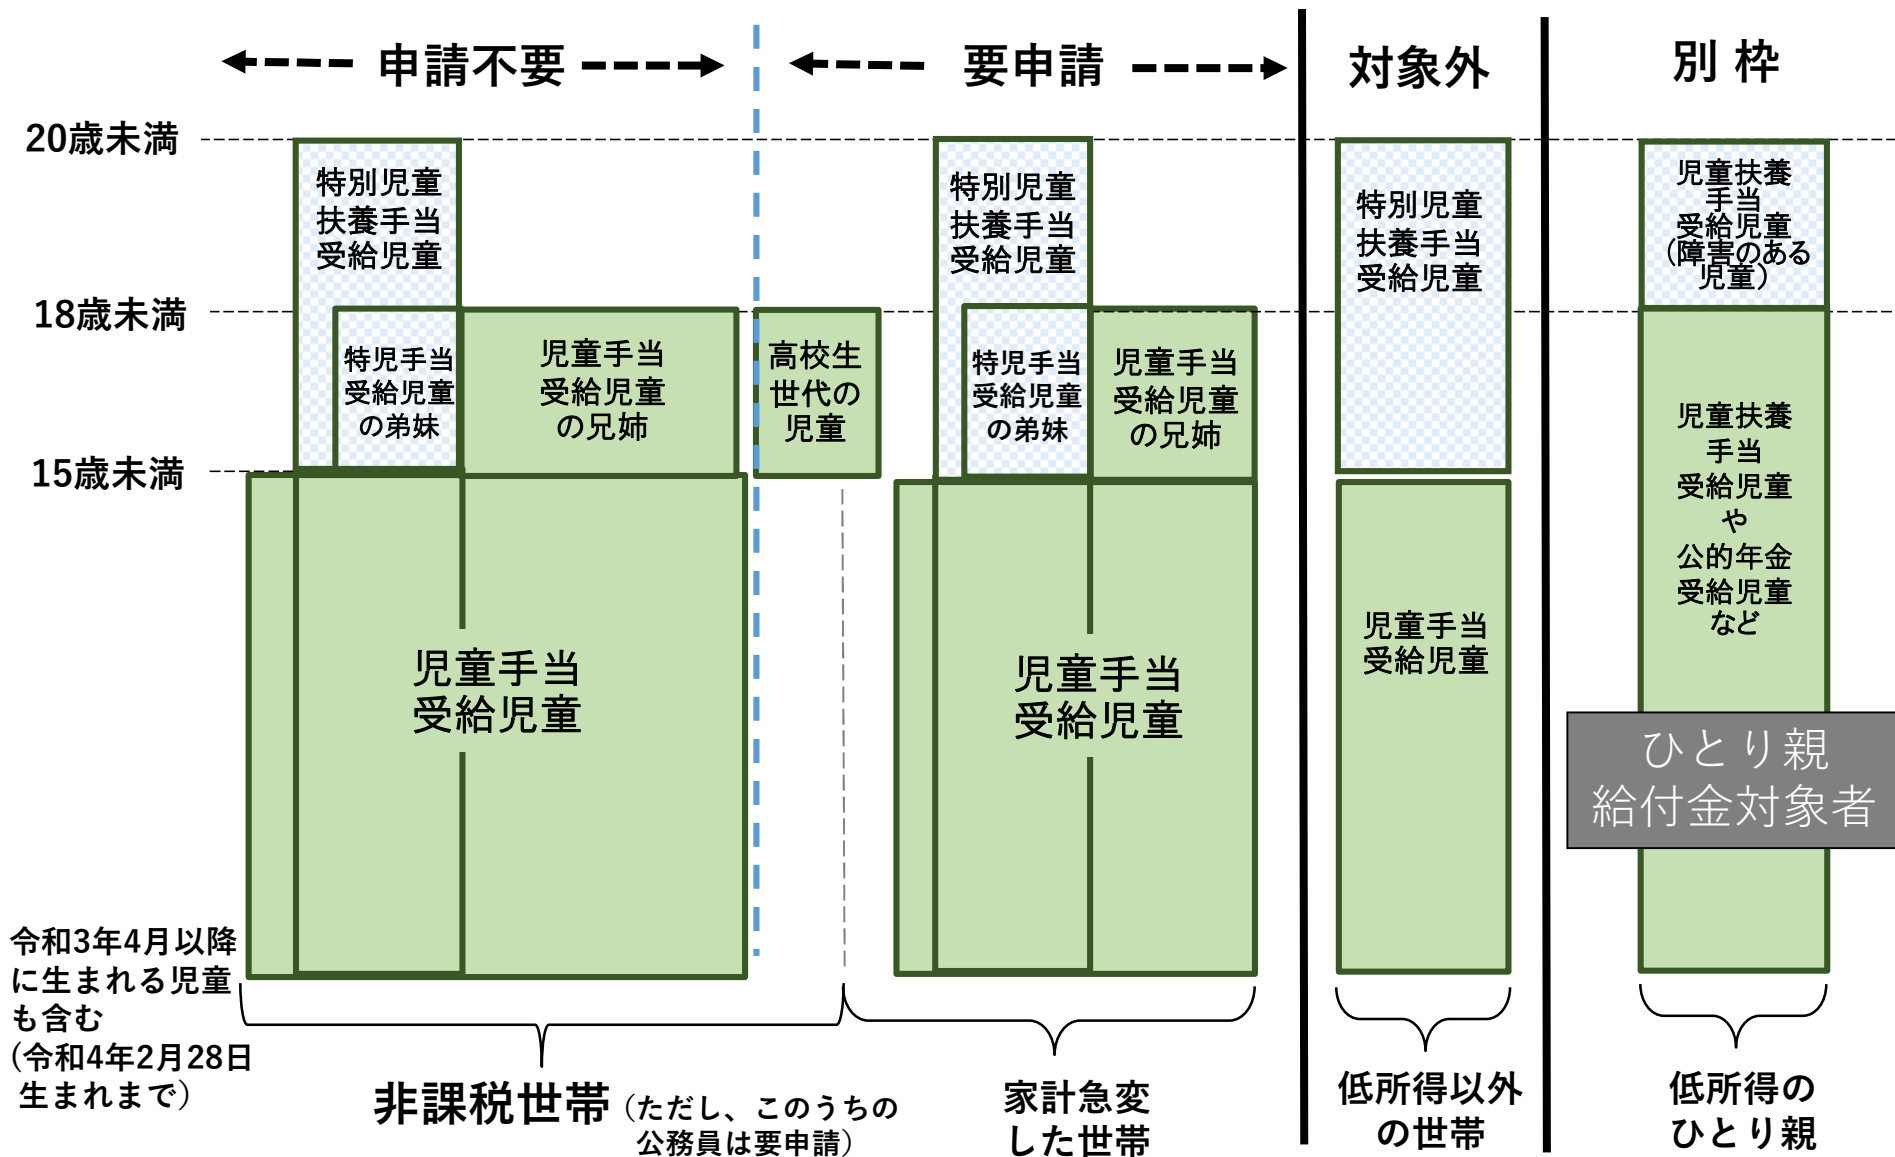 申請不要
要申請
対象外
別 枠
20歳未満
18歳未満
15歳未満
特別児童
扶養手当
受給児童
特児手当
受給児童
の弟妹
児童手当
受給児童
の兄姉
高校生
世代の
児童
児童手当
受給児童
特別児童
扶養手当
受給児童
特児手当
受給児童
の弟妹
児童手当
受給児童
の兄姉
児童手当
受給児童
特別児童
扶養手当
受給児童
児童手当
受給児童
児童扶養
手当
受給児童
(障害のある
児童)
児童扶養
手当
受給児童
や
公的年金
受給児童
など
ひとり親
給付金対象者
令和3年4月以降
に生まれる児童
も含む
(令和4年2月28日
生まれまで)
非課税世帯(ただし、このうちの
公務員は要申請)
家計急変
した世帯
低所得以外
の世帯
低所得の
ひとり親